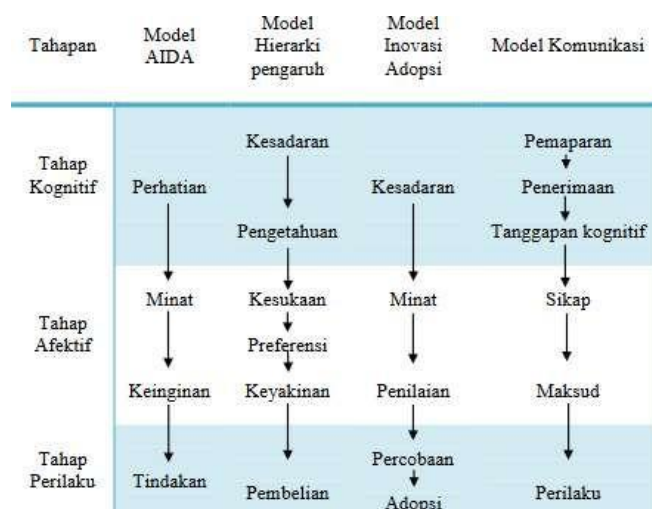 Tahapan
Model
AIDA
Model
Hierarki
pengaruh
Model
Inovasi
Adopsi
Model Komunikasi
Tahap
Kognitif
Perhatian
Kesadaran
Pengetahuan
Kesadaran
Pemaparan
Penerimaan
Tanggapan kognitif
Tahap
Afektif
Minat
Keinginan
Kesukaan
Preferensi
Keyakinan
Minat
Penilaian
Sikap
Maksud
Tahap
Perilaku
Tindakan
Pembelian
Percobaan
Adopsi
Perilaku